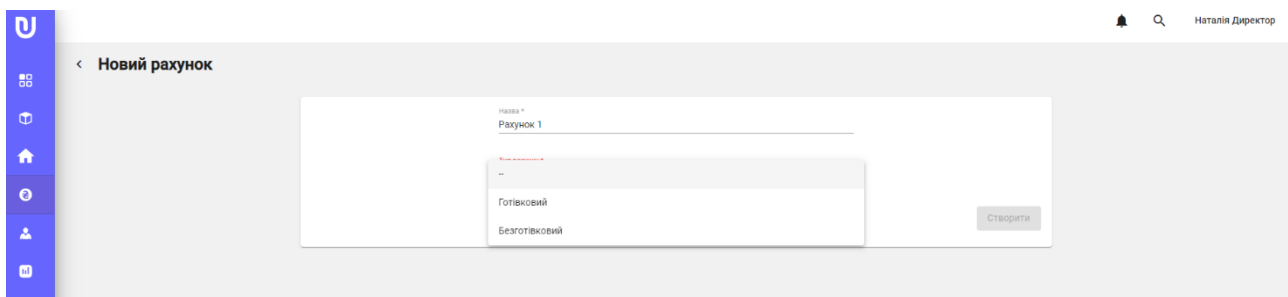 Наталія Директор
Новий рахунок
Назва *
Рахунок 1
--
Готівковий
Безготівковий
Створити